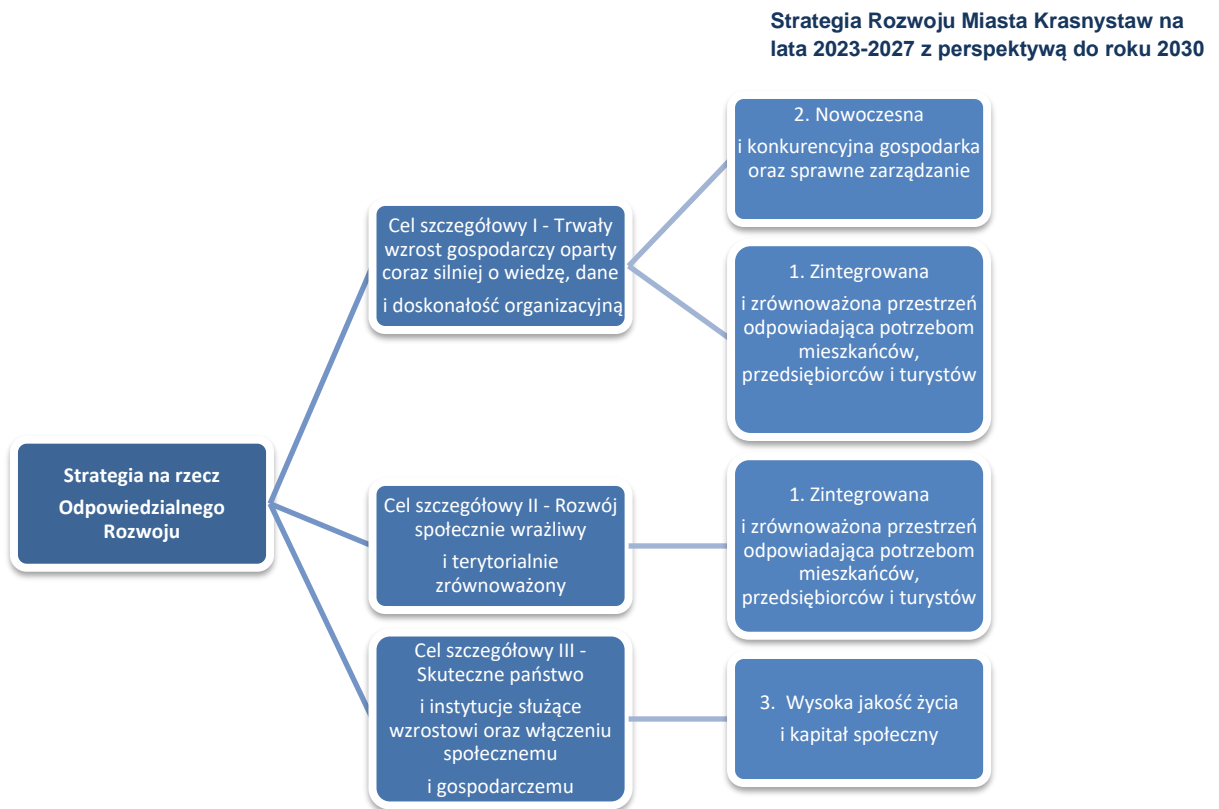 Strategia Rozwoju Miasta Krasnystaw na
lata 2023-2027 z perspektywą do roku 2030
Strategia na rzecz
Odpowiedzialnego
Rozwoju
Cel szczegółowy I - Trwały
wzrost gospodarczy oparty
coraz silniej o wiedzę, dane
i doskonałość organizacyjną
2. Nowoczesna
i konkurencyjna gospodarka
oraz sprawne zarządzanie
1. Zintegrowana
i zrównoważona przestrzeń
odpowiadająca potrzebom
mieszkańców,
przedsiębiorców i turystów
Cel szczegółowy II - Rozwój
społecznie wrażliwy
i terytorialnie
zrównoważony
1. Zintegrowana
i zrównoważona przestrzeń
odpowiadająca potrzebom
mieszkańców,
przedsiębiorców i turystów
Cel szczegółowy III -
Skuteczne państwo
i instytucje służące
wzrostowi oraz włączeniu
społecznemu
i gospodarczemu
3. Wysoka jakość życia
i kapitał społeczny